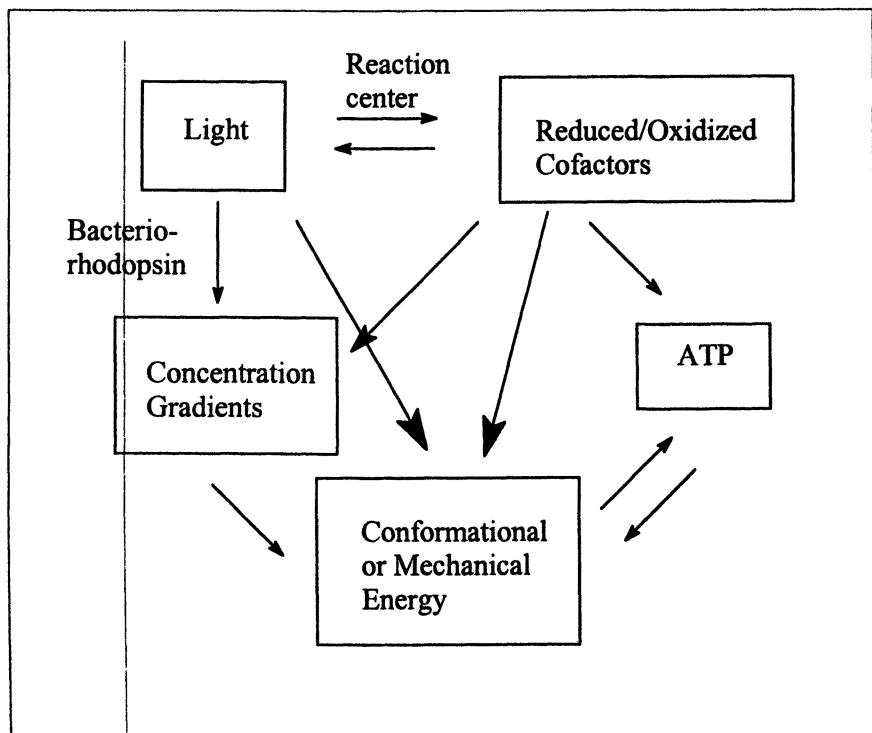 Reaction
center
Light
Reduced/Oxidized
Cofactors
Bacterio-
rhodopsin
Concentration
Gradients
ATP
Conformational
or Mechanical
Energy